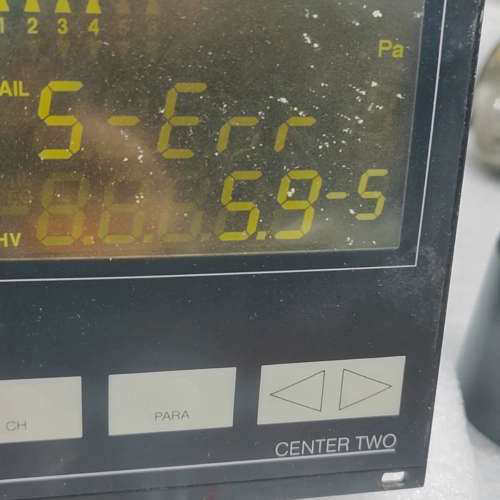 1 2 3 4
Pa
AIL
S-Err
HV 5.9-5
CH
PARA
CENTER TWO